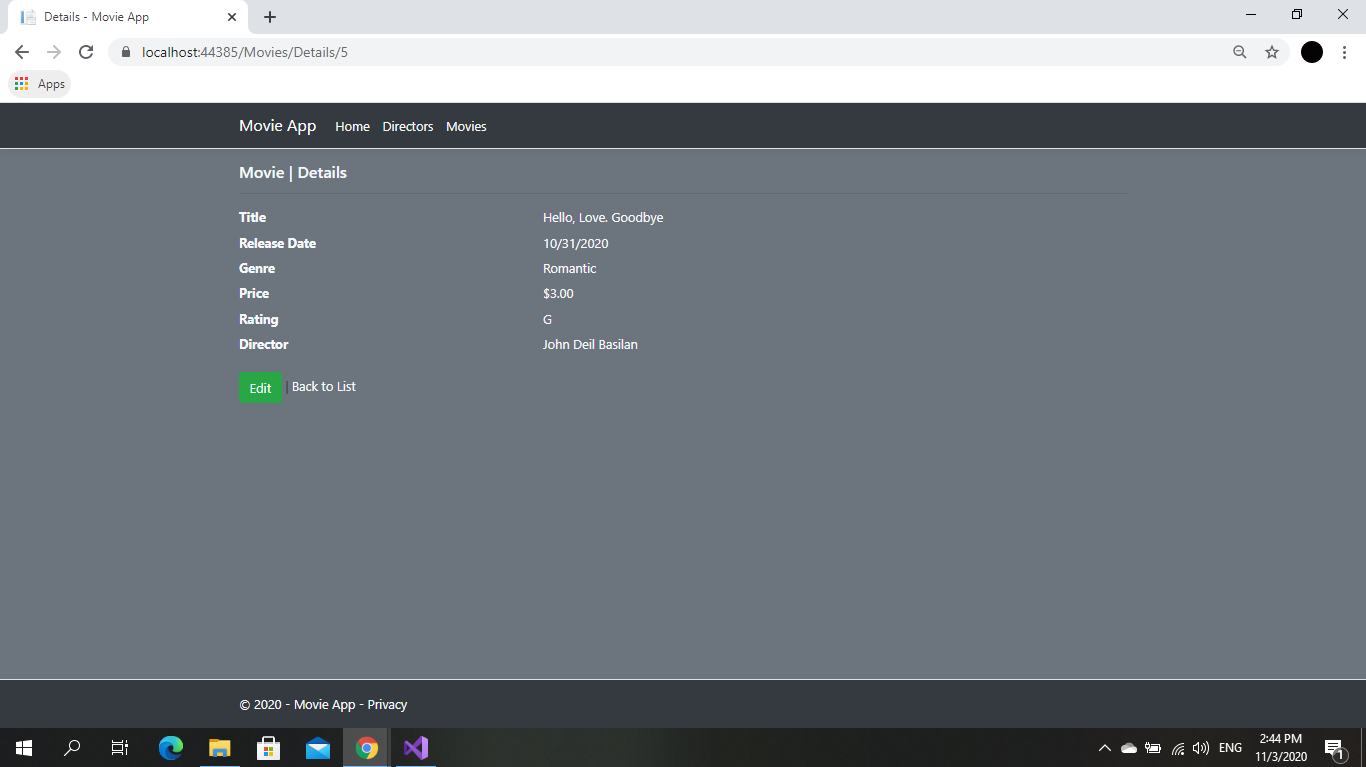 Details - Movie App
localhost:44385/Movies/Details/5
Apps
Movie App Home Directors Movies
Movie | Details
Title Hello, Love. Goodbye
Release Date 10/31/2020
Genre Romantic
Price $3.00
Rating G
Director John Deil Basilan
Edit | Back to List
© 2020 - Movie App - Privacy
ENG
2:44 PM
11/3/2020
1